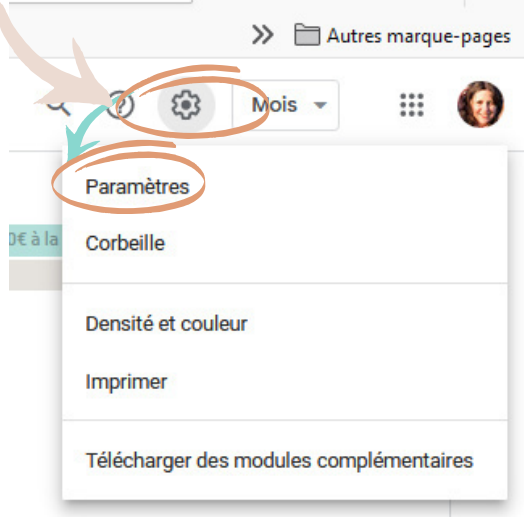 Autres marque-pages
Mois
Paramètres
0€ à la
Corbeille
Densité et couleur
Imprimer
Télécharger des modules complémentaires